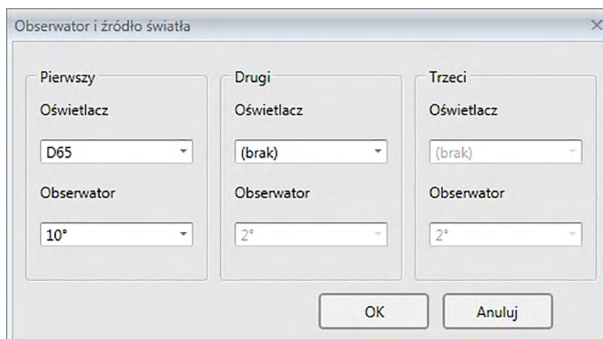 Obserwator i źródło światła
Pierwszy
Oświetlacz
D65
Obserwator
10°
Drugi
Oświetlacz
(brak)
Obserwator
2°
Trzeci
Oświetlacz
(brak)
Obserwator
2°
OK Anuluj